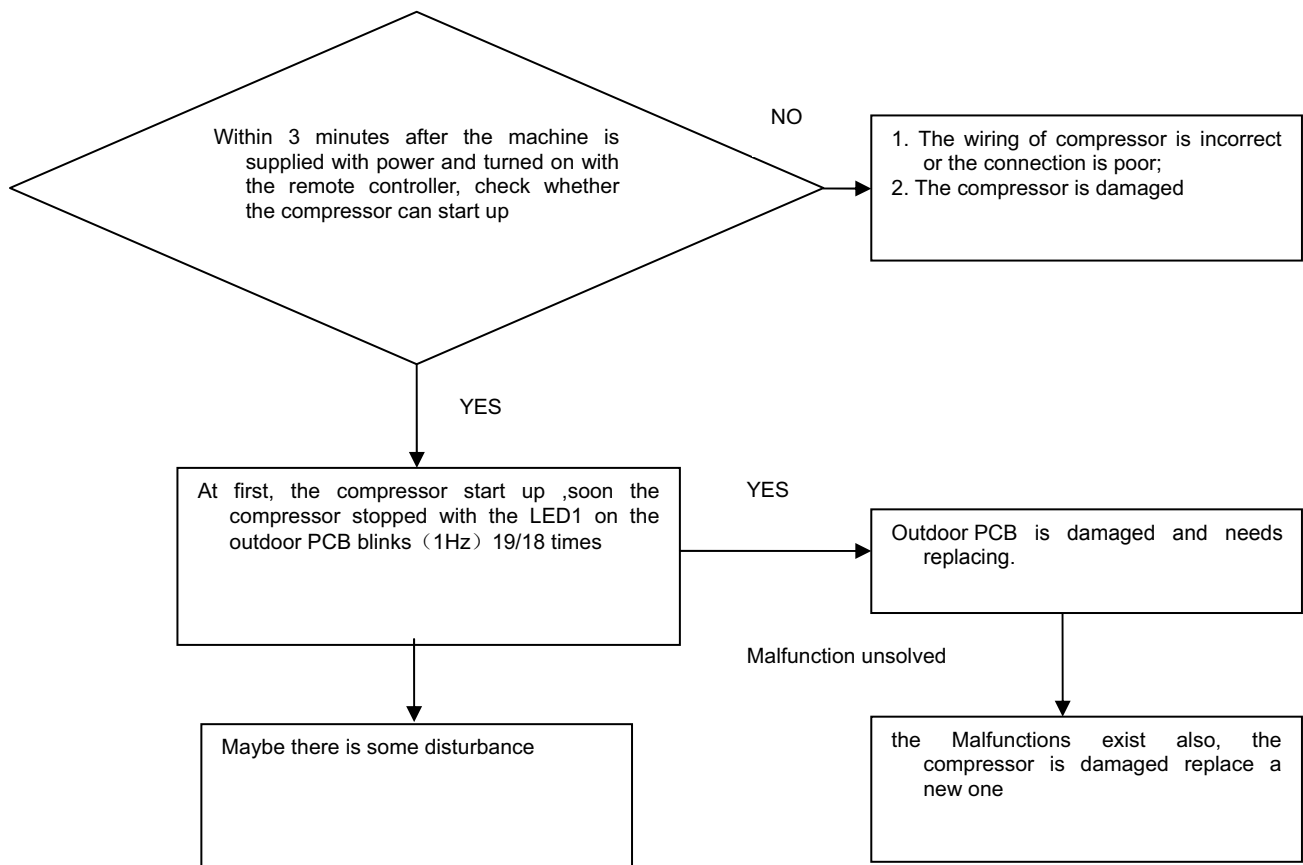 Within 3 minutes after the machine is
supplied with power and turned on with
the remote controller, check whether
the compressor can start up
NO
1. The wiring of compressor is incorrect
or the connection is poor;
2. The compressor is damaged
YES
At first, the compressor start up ,soon the
compressor stopped with the LED1 on the
outdoor PCB blinks（1Hz）19/18 times
YES
Outdoor PCB is damaged and needs
replacing.
Malfunction unsolved
Maybe there is some disturbance
the Malfunctions exist also, the
compressor is damaged replace a
new one